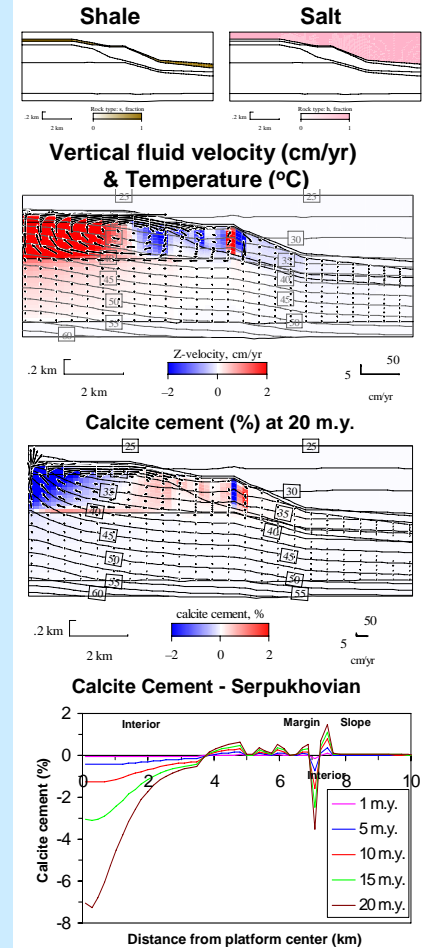 Shale Salt
.2 km
2 km
Rock type: s, fraction
0 1
.2 km
2 km
Rock type: h, fraction
0 1
Vertical fluid velocity (cm/yr)
& Temperature (°C)
25 25
30
35
40
45 45
50
55 50
60
.2 km
2 km
Z-velocity, cm/yr
−2 0 2
50
5
cm/yr
Calcite cement (%) at 20 m.y.
25 25
30
35 35
40 40
45 45
50 50
55 55
60
.2 km
2 km
calcite cement, %
−2 0 2
50
5
cm/yr
Calcite Cement - Serpukhovian
Calcite cement (%)
2
0
-2
-4
-6
-8
Interior Margin Slope
Interior
0 2 4 6 8 10
1 m.y.
5 m.y.
10 m.y.
15 m.y.
20 m.y.
Distance from platform center (km)